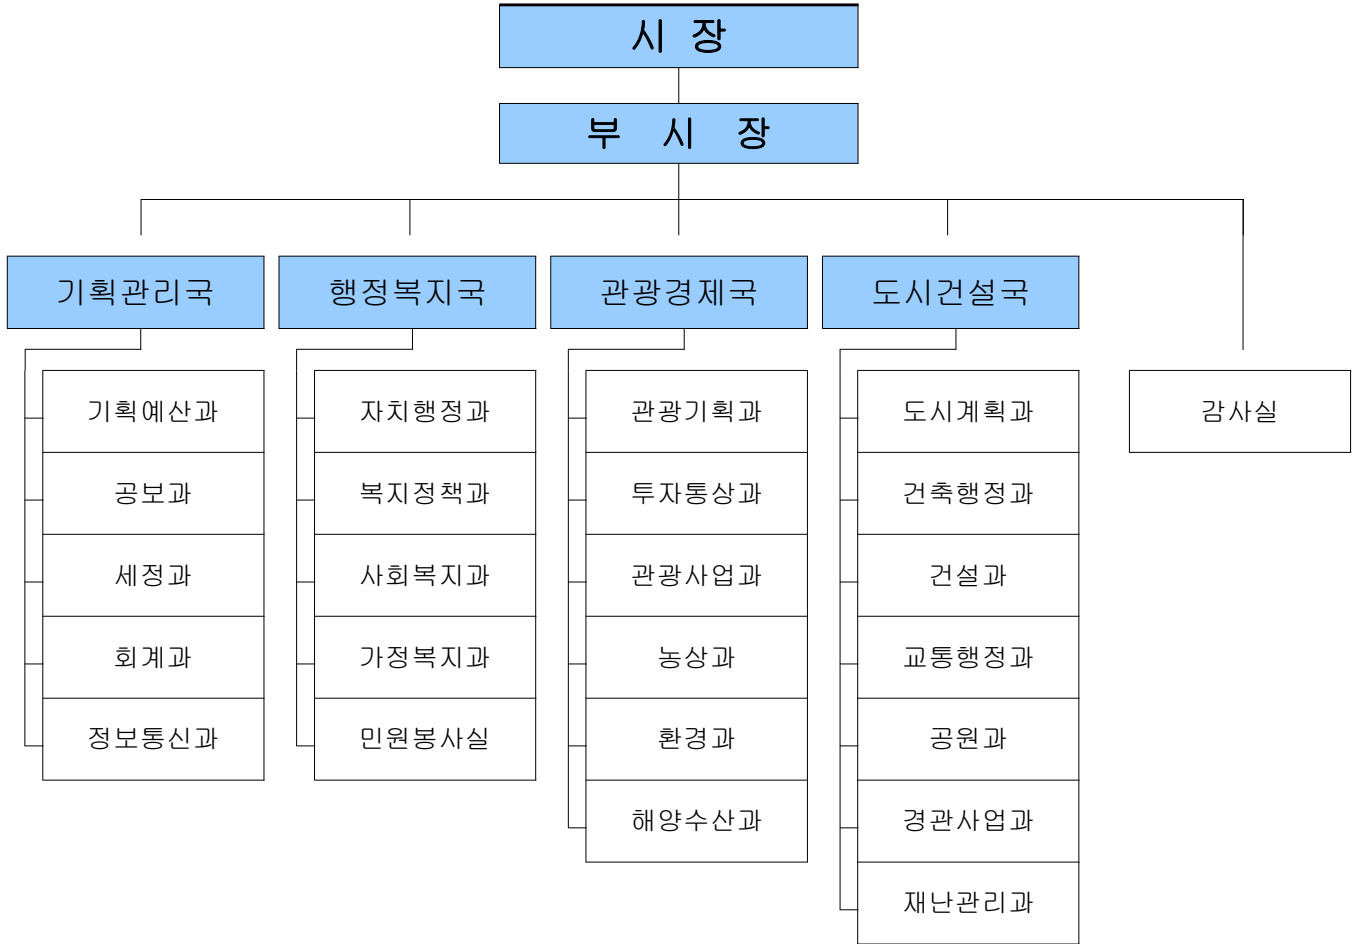 시 장
부 시 장
기획관리국
행정복지국
관광경제국
도시건설국
기획예산과
자치행정과
관광기획과
도시계획과
감사실
공보과
복지정책과
투자통상과
건축행정과
세정과
사회복지과
관광사업과
건설과
회계과
가정복지과
농상과
교통행정과
정보통신과
민원봉사실
환경과
공원과
해양수산과
경관사업과
재난관리과